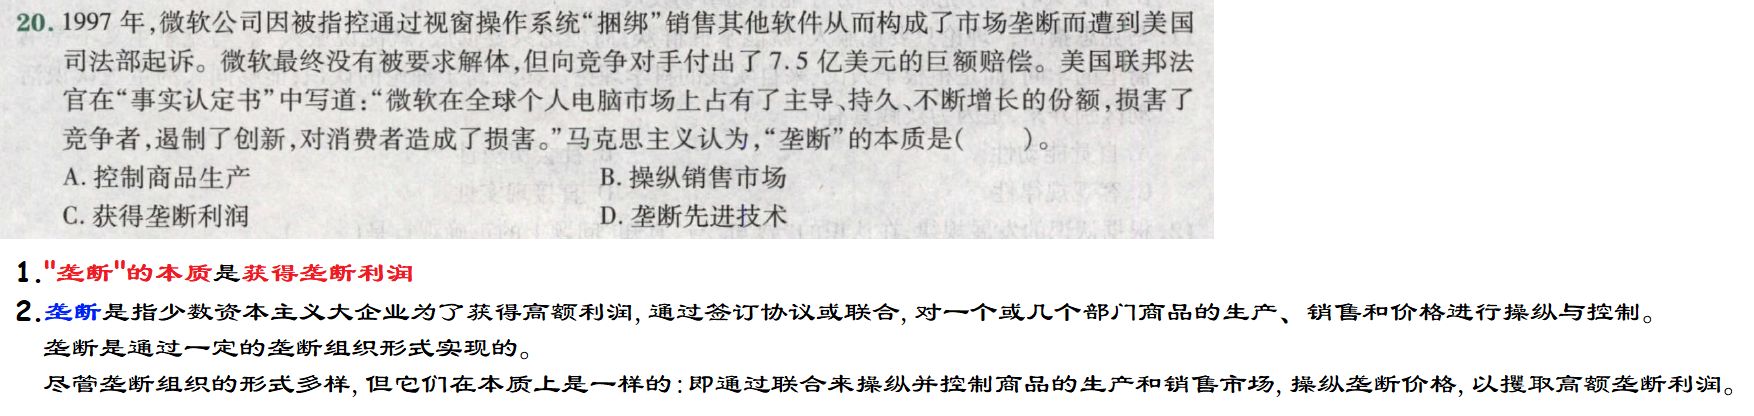 20. 1997 年,微软公司因被指控通过视窗操作系统“捆绑”销售其他软件从而构成了市场垄断而遭到美国
司法部起诉。微软最终没有被要求解体,但向竞争对手付出了 7.5 亿美元的巨额赔偿。美国联邦法
官在“事实认定书”中写道:“微软在全球个人电脑市场上占有了主导、持久、不断增长的份额,损害了
竞争者,遏制了创新,对消费者造成了损害。”马克思主义认为,“垄断”的本质是(  )。
A. 控制商品生产 B. 操纵销售市场
C. 获得垄断利润 D. 垄断先进技术
1."垄断"的本质是获得垄断利润
2.垄断是指少数资本主义大企业为了获得高额利润,通过签订协议或联合,对一个或几个部门商品的生产、销售和价格进行操纵与控制。
垄断是通过一定的垄断组织形式实现的。
尽管垄断组织的形式多样,但它们在本质上是一样的:即通过联合来操纵并控制商品的生产和销售市场,操纵垄断价格,以攫取高额垄断利润。